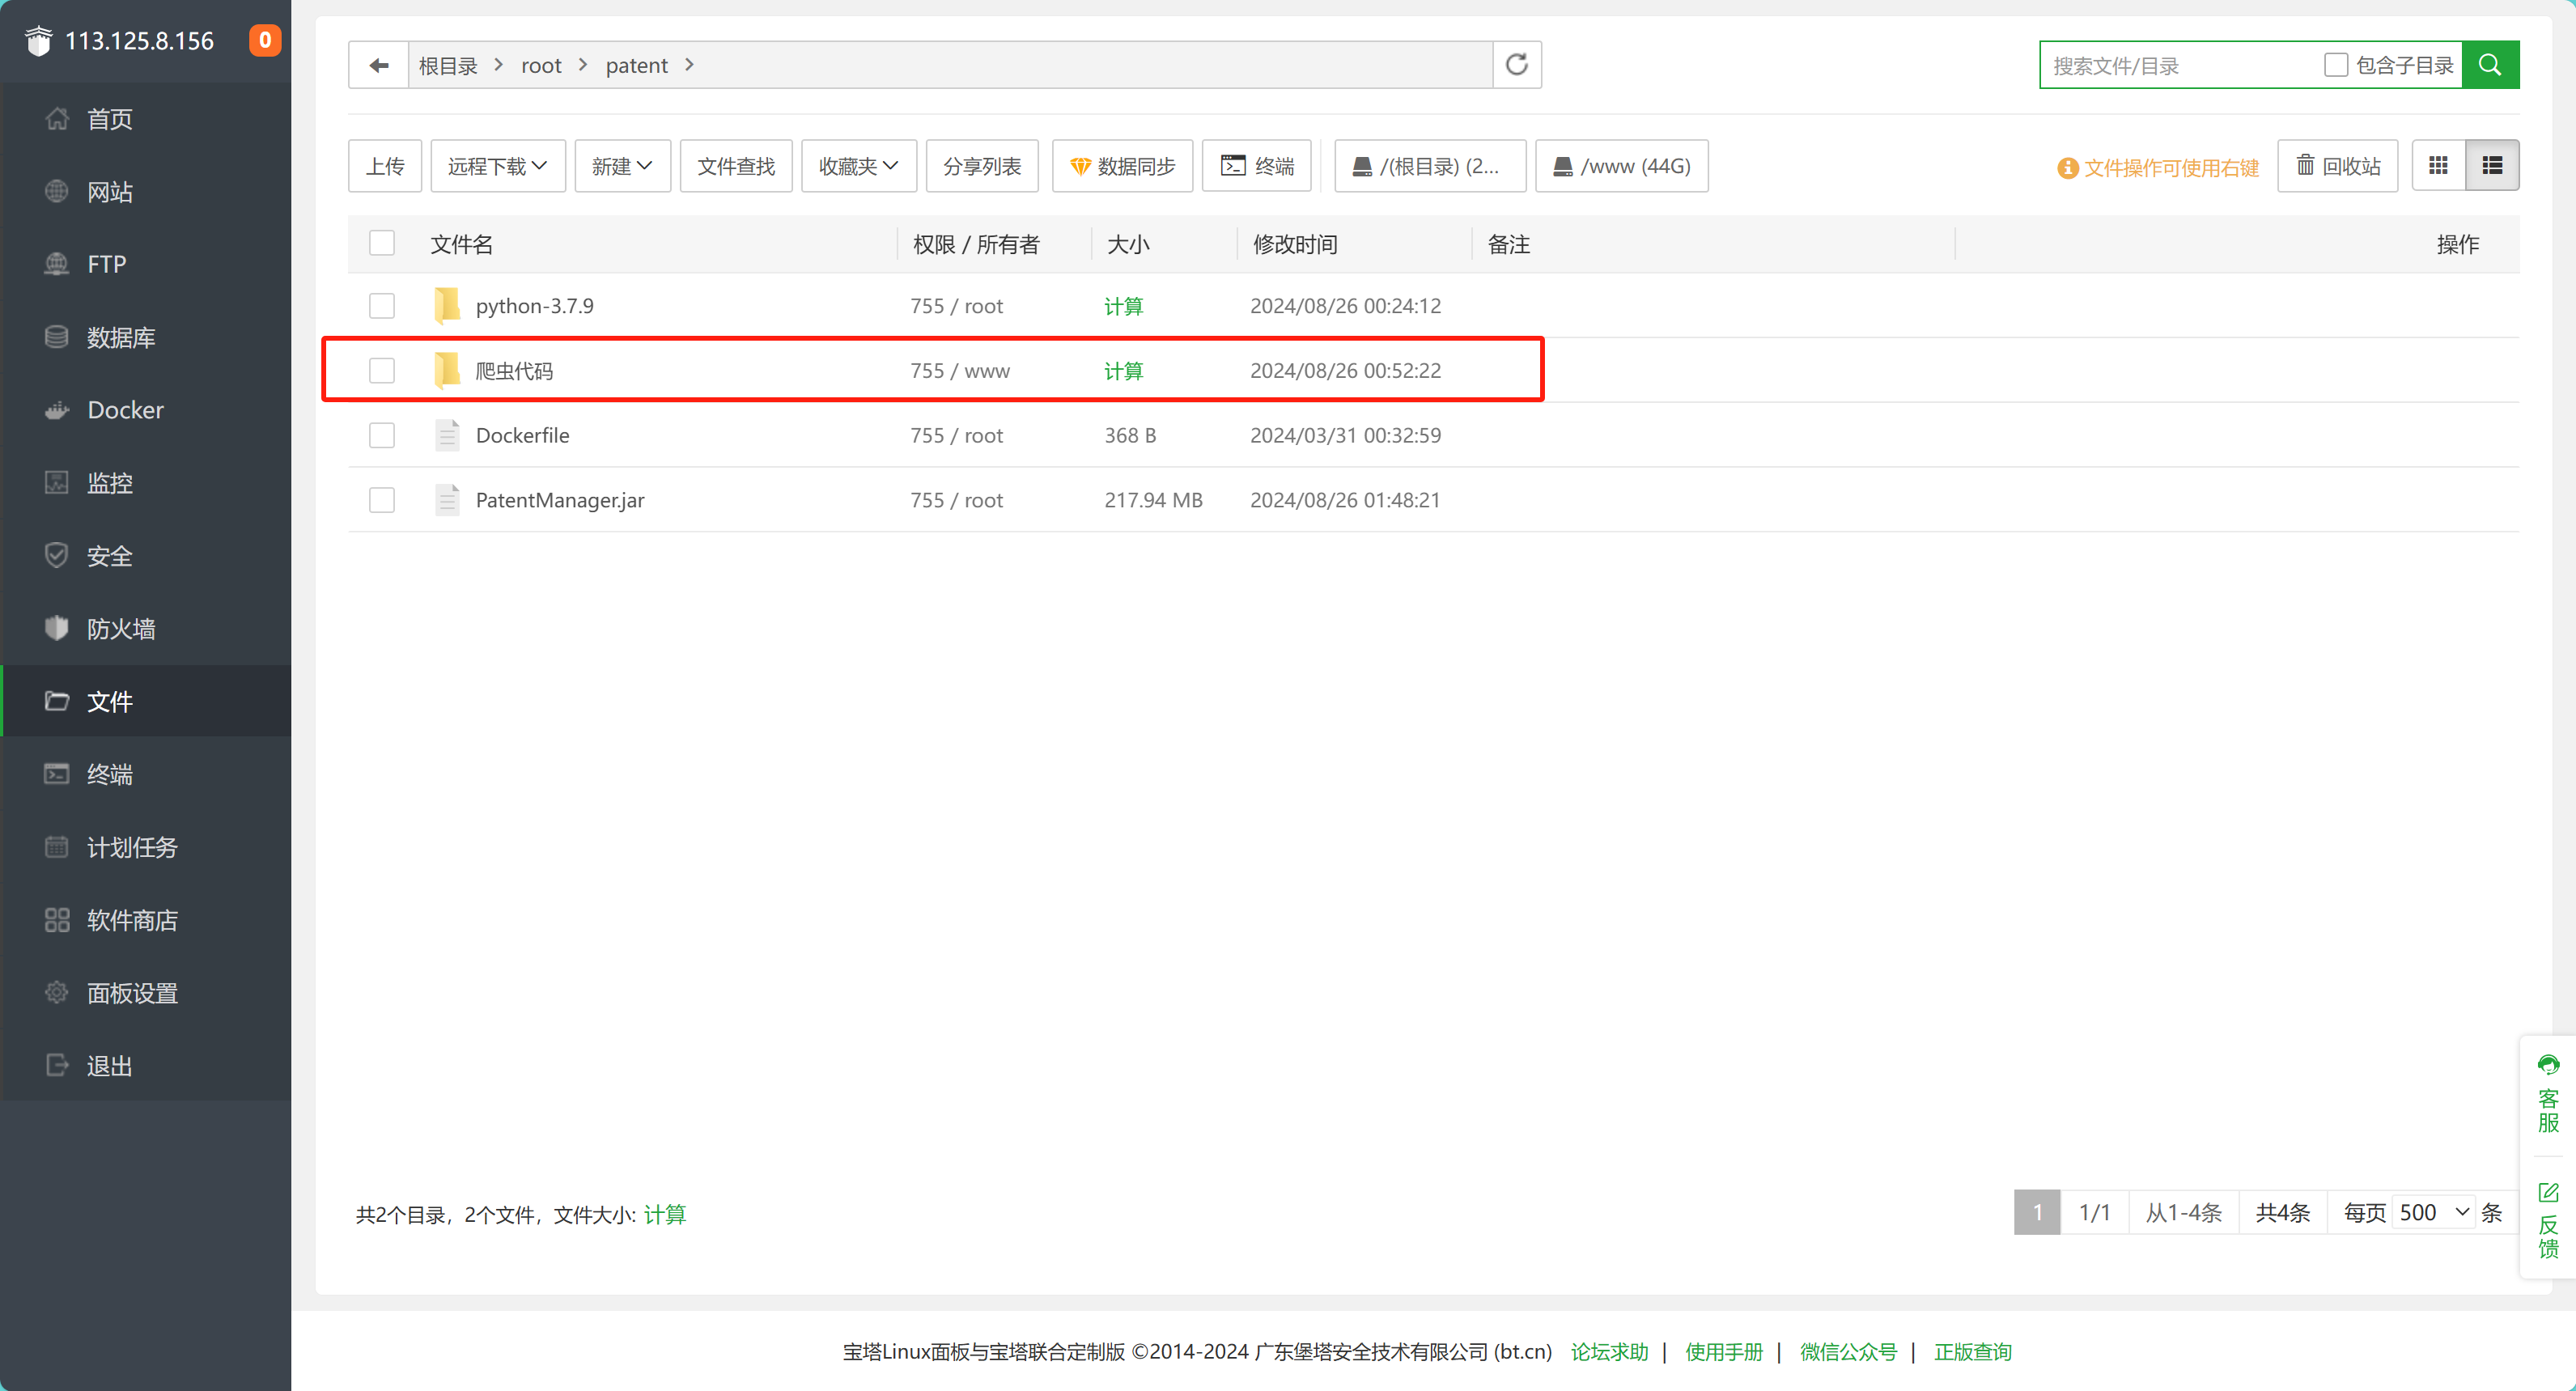 113.125.8.156 0
首页
网站
FTP
数据库
Docker
监控
安全
防火墙
文件
终端
计划任务
软件商店
面板设置
退出
根目录 root patent
搜索文件/目录 包含子目录
上传 远程下载 新建 文件查找 收藏夹 分享列表 数据同步 终端 /(根目录) (2... /www (44G) 文件操作可使用右键 回收站
文件名 权限 / 所有者 大小 修改时间 备注 操作
python-3.7.9 755 / root 计算 2024/08/26 00:24:12
爬虫代码 755 / www 计算 2024/08/26 00:52:22
Dockerfile 755 / root 368 B 2024/03/31 00:32:59
PatentManager.jar 755 / root 217.94 MB 2024/08/26 01:48:21
共2个目录，2个文件，文件大小: 计算
1 1/1 从1-4条 共4条 每页 500 条
客服
反馈
宝塔Linux面板与宝塔联合定制版 ©2014-2024 广东堡塔安全技术有限公司 (bt.cn) 论坛求助 | 使用手册 | 微信公众号 | 正版查询